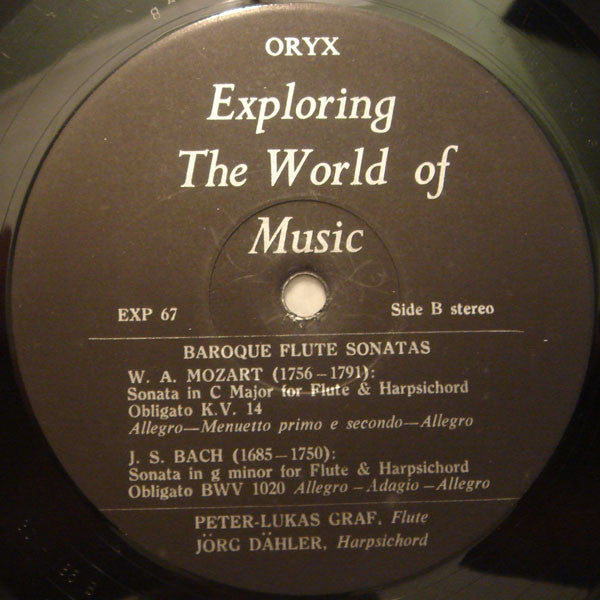 ORYX
Exploring
The World of
Music
EXP 67
Side B stereo
BAROQUE FLUTE SONATAS
W. A. MOZART (1756–1791):
Sonata in C Major for Flute & Harpsichord
Obligato K.V. 14
Allegro—Menuetto primo e secondo—Allegro
J. S. BACH (1685–1750):
Sonata in g minor for Flute & Harpsichord
Obligato BWV 1020 Allegro–Adagio–Allegro
PETER-LUKAS GRAF, Flute
JÖRG DÄHLER, Harpsichord